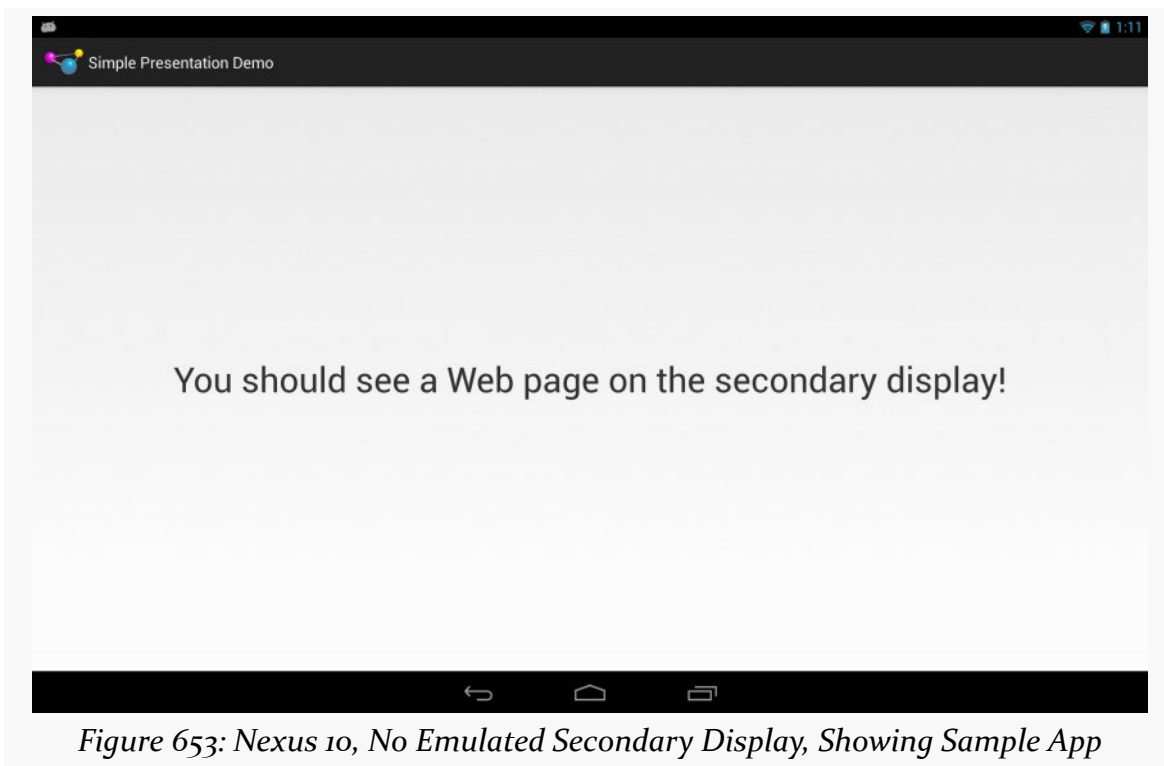 1:11
Simple Presentation Demo
You should see a Web page on the secondary display!
Figure 653: Nexus 10, No Emulated Secondary Display, Showing Sample App